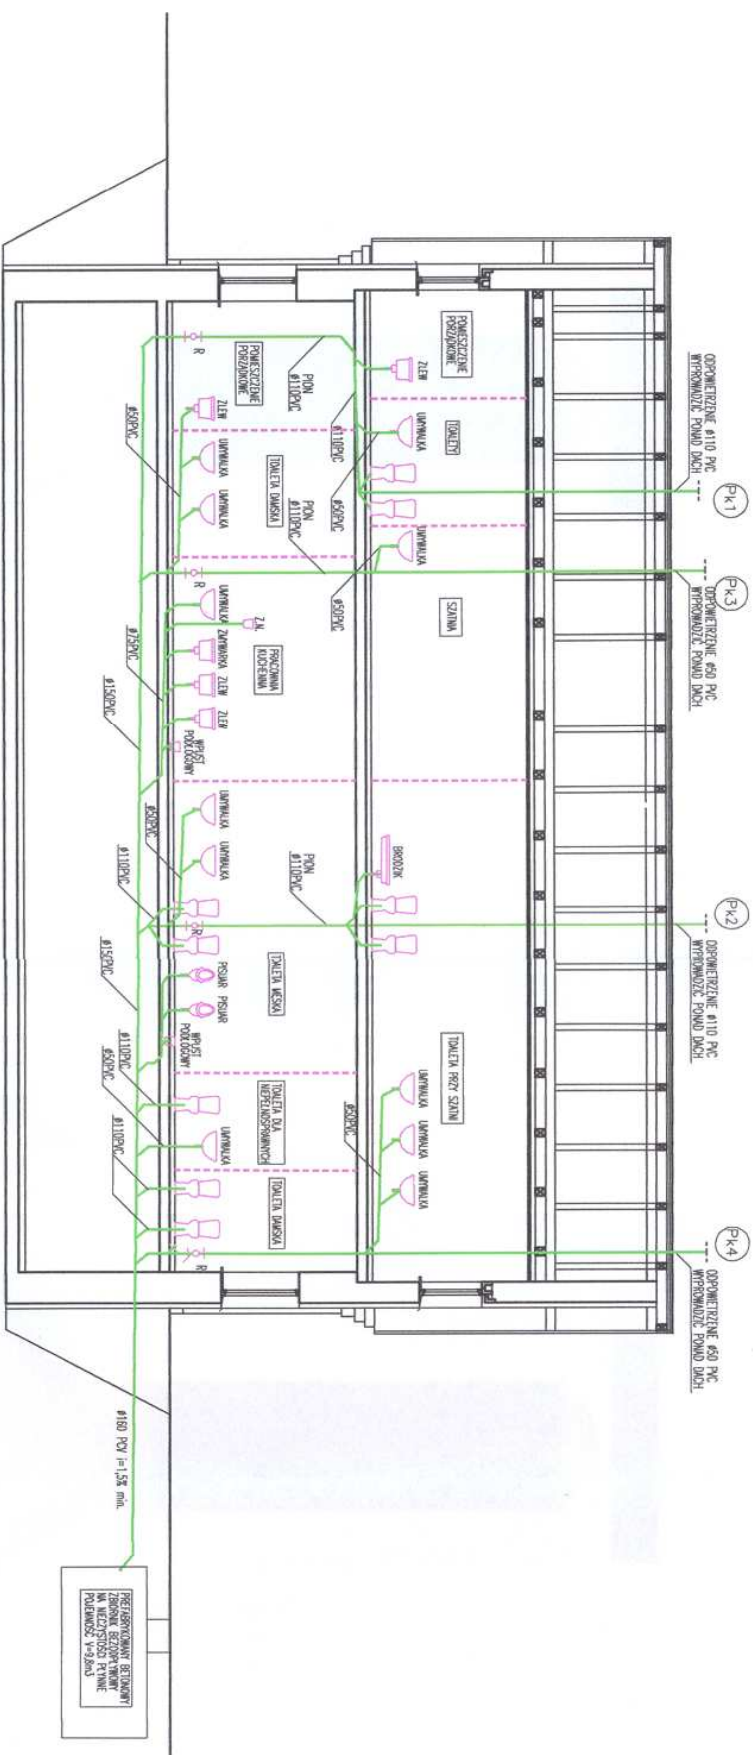 Pk1
ODPOWIETRZENIE ø110 PVC
WYPROWADZIĆ PONAD DACH
Pk3
ODPOWIETRZENIE ø50 PVC
WYPROWADZIĆ PONAD DACH
Pk2
ODPOWIETRZENIE ø110 PVC
WYPROWADZIĆ PONAD DACH
Pk4
ODPOWIETRZENIE ø50 PVC
WYPROWADZIĆ PONAD DACH
POMIESZCZENIE
PORZĄDKOWE
ZLEW
TOALETY
UMYWALKA
ø110PVC
ø50PVC
UMYWALKA
ø50PVC
SZATNIA
BRODZIK
TOALETA PRZY SZATNI
UMYWALKA
UMYWALKA
UMYWALKA
ø50PVC
PION
ø110PVC
POMIESZCZENIE
PORZĄDKOWE
R
ZLEW
UMYWALKA
TOALETA DAMSKA
UMYWALKA
PION
ø110PVC
ø50PVC
R
UMYWALKA
Z.N.
ZMYWARKA
PRACOWNIA
KUCHENNA
ZLEW
ZLEW
WPUST
PODŁOGOWY
ø75PVC
ø150PVC
UMYWALKA
UMYWALKA
ø50PVC
PION
ø110PVC
R
ø110PVC
TOALETA MĘSKA
PISUAR
PISUAR
WPUST
PODŁOGOWY
ø150PVC
ø110PVC
ø50PVC
TOALETA DLA
NIEPEŁNOSPRAWNYCH
UMYWALKA
ø110PVC
TOALETA DAMSKA
R
ø160 PCV i=1,5% min.
PREFABRYKOWANY BETONOWY
ZBIORNIK BEZODPŁYWOWY
NA NIECZYSTOŚCI PŁYNNE
POJEMNOŚĆ V=9,8m3